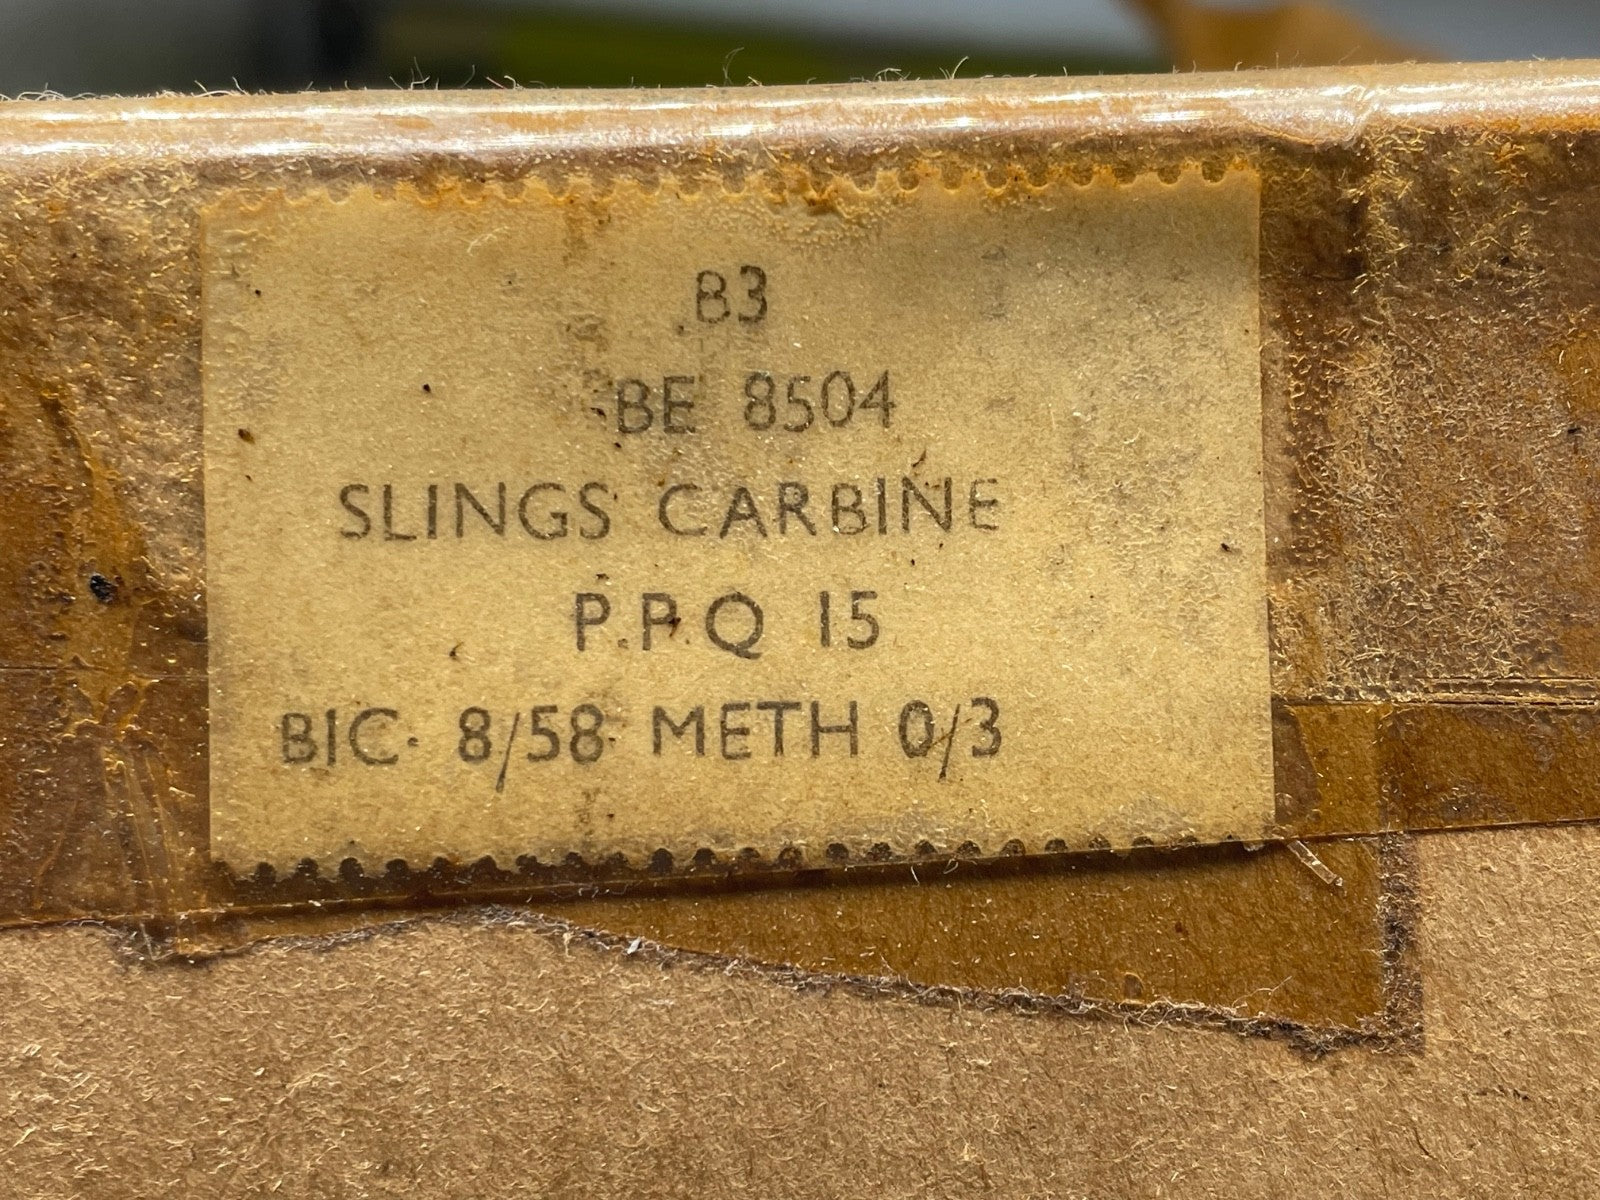 B3
BE 8504
SLINGS CARBINE
P.P.Q 15
BIC. 8/58 METH 0/3